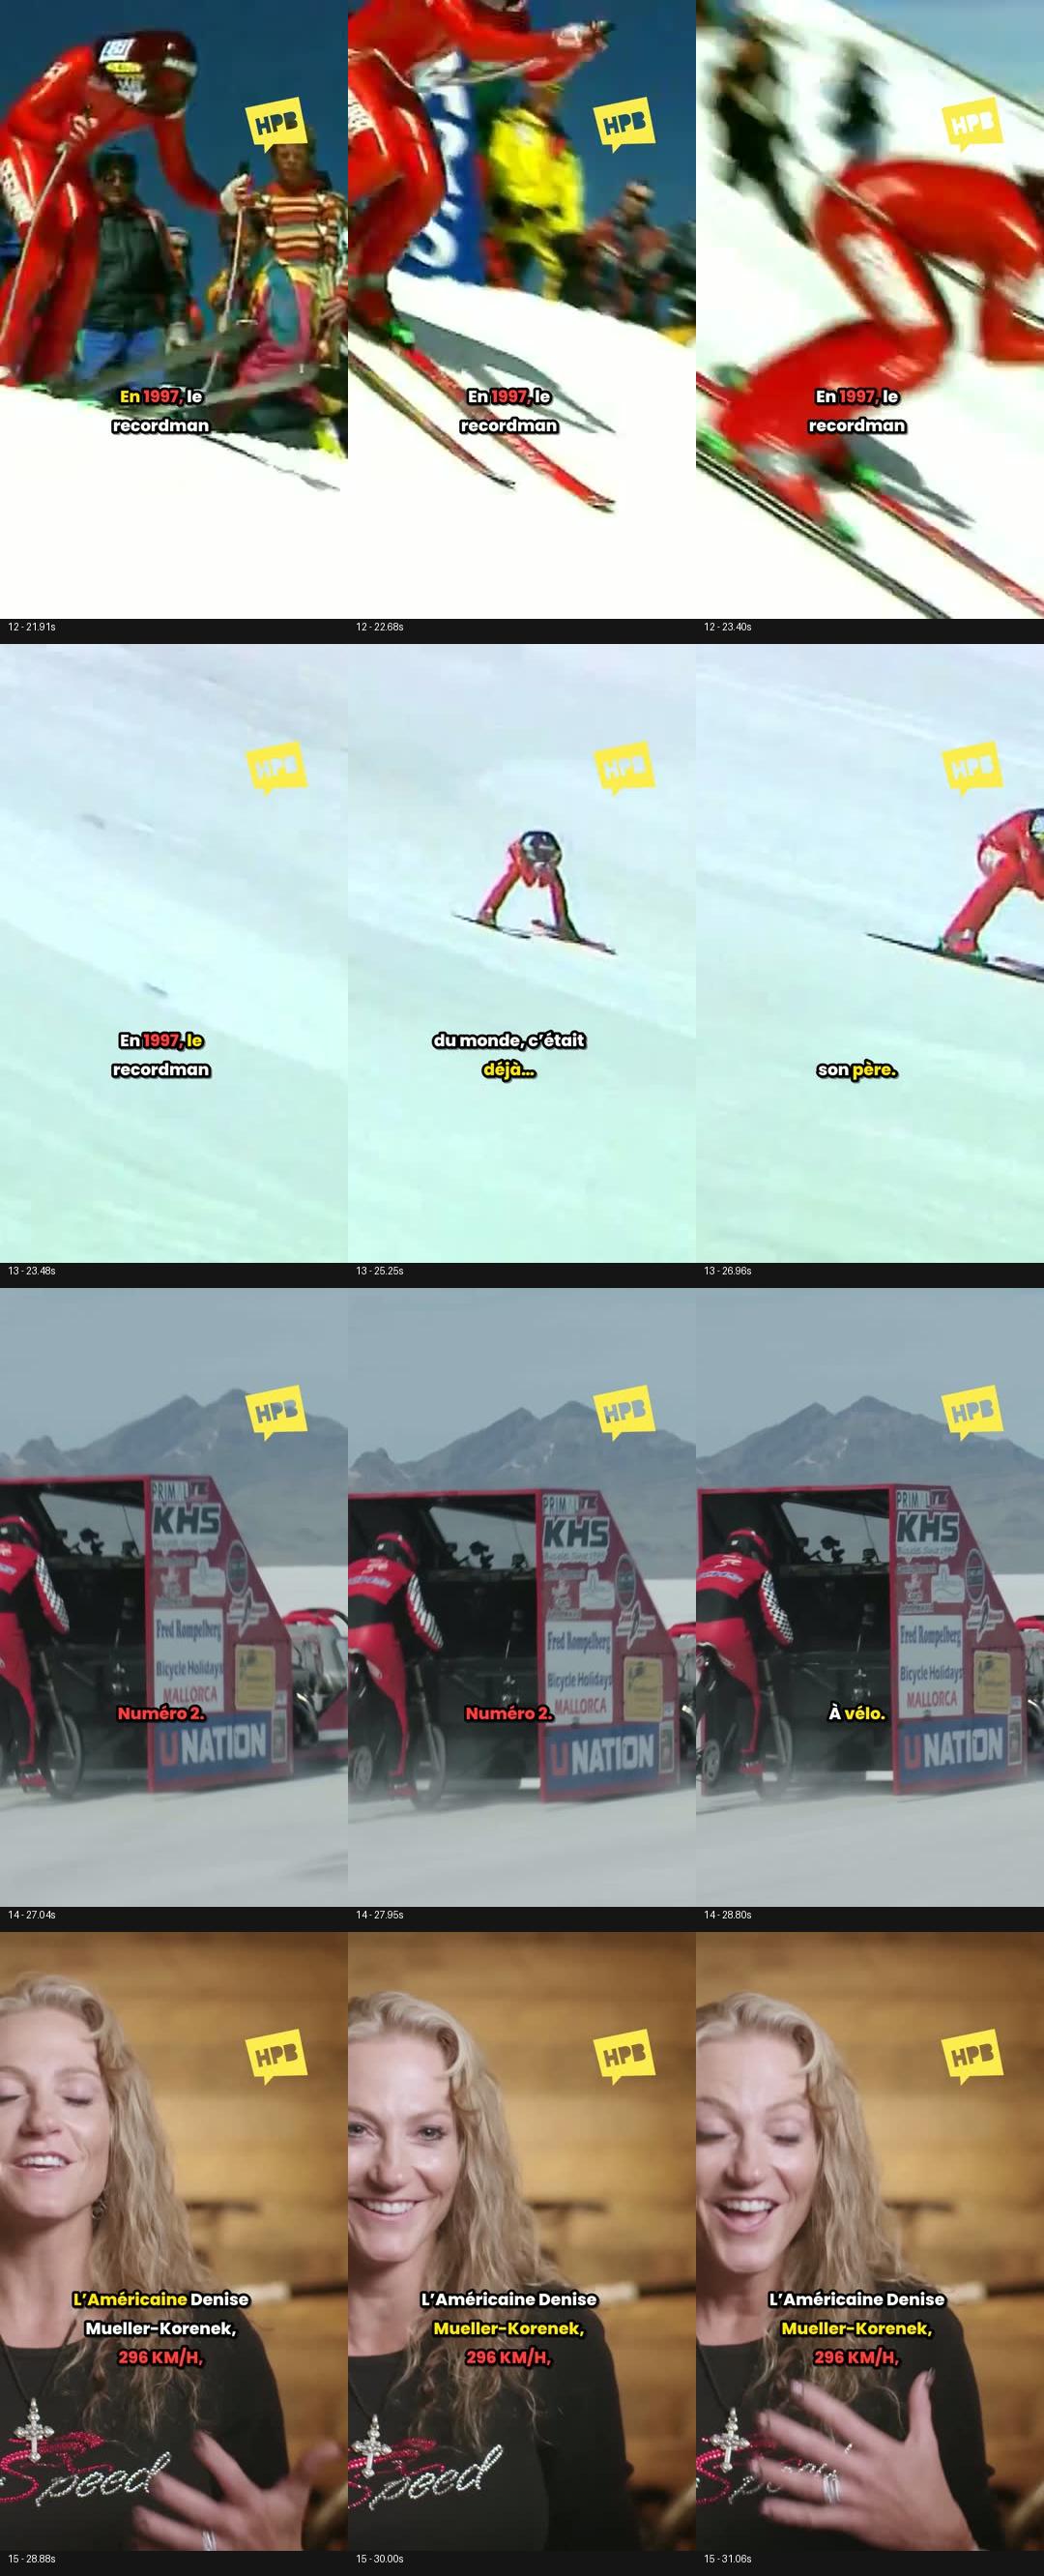 HPB
HPB
HPB
En 1997, le
recordman
En 1997, le
recordman
En 1997, le
recordman
12 - 21.91s
12 - 22.68s
12 - 23.40s
HPB
HPB
HPB
En 1997, le
recordman
du monde, c'était
déjà...
son père.
13 - 23.48s
13 - 25.25s
13 - 26.96s
HPB
HPB
HPB
KHS
Fred Rompelberg
Bicycle Holidays
MALLORCA
UNATION
KHS
Fred Rompelberg
Bicycle Holidays
MALLORCA
UNATION
KHS
Fred Rompelberg
Bicycle Holidays
MALLORCA
UNATION
Numéro 2.
Numéro 2.
À vélo.
14 - 27.04s
14 - 27.95s
14 - 28.80s
HPB
HPB
HPB
L'Américaine Denise
Mueller-Korenek,
296 KM/H,
L'Américaine Denise
Mueller-Korenek,
296 KM/H,
L'Américaine Denise
Mueller-Korenek,
296 KM/H,
Speed
Speed
15 - 28.88s
15 - 30.00s
15 - 31.06s